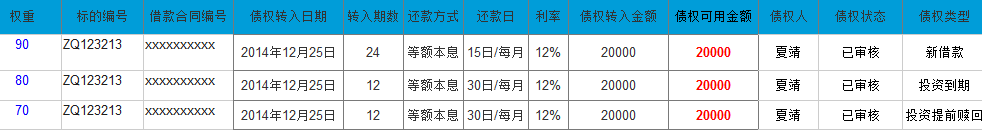 权重 标的编号 借款合同编号 债权转入日期 转入期数 还款方式 还款日 利率 债权转入金额 债权可用金额 债权人 债权状态 债权类型
90 ZQ123213 xxxxxxxxxx 2014年12月25日 24 等额本息 15日/每月 12% 20000 20000 夏靖 已审核 新借款
80 ZQ123213 xxxxxxxxxx 2014年12月25日 12 等额本息 30日/每月 12% 20000 20000 夏靖 已审核 投资到期
70 ZQ123213 xxxxxxxxxx 2014年12月25日 12 等额本息 30日/每月 12% 20000 20000 夏靖 已审核 投资提前赎回